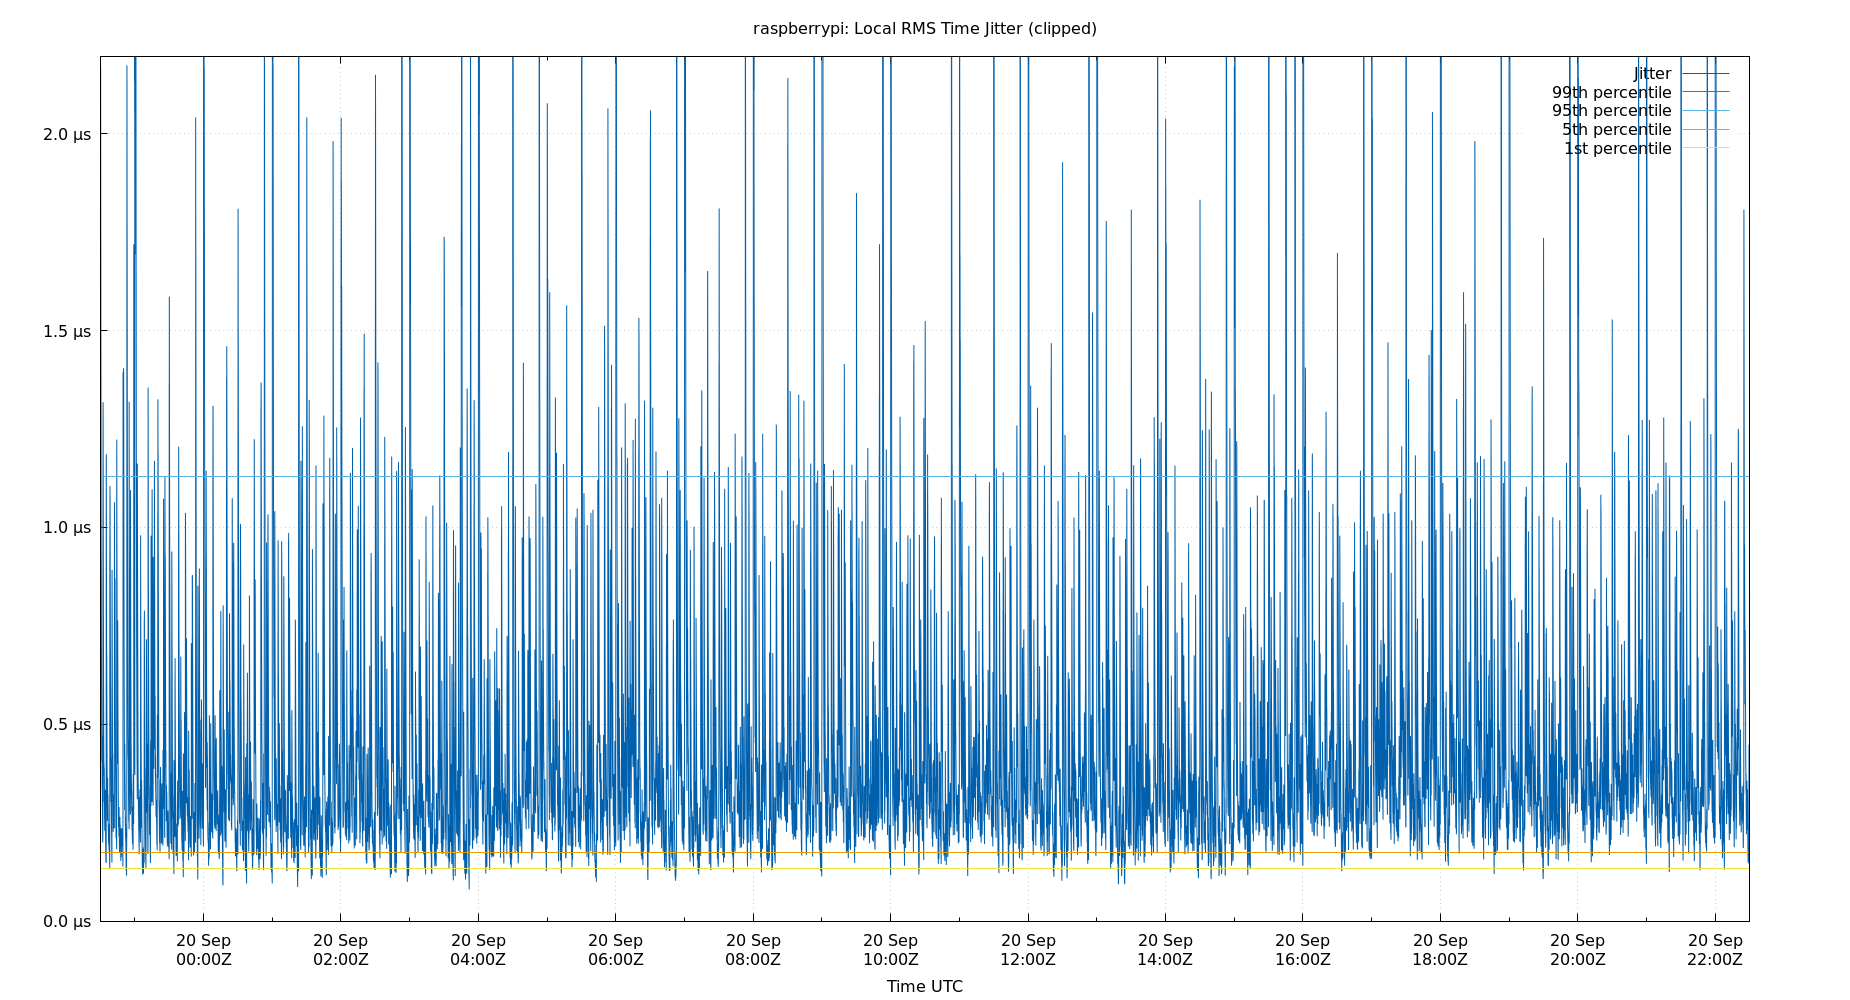 raspberrypi: Local RMS Time Jitter (clipped)
Jitter
99th percentile
95th percentile
5th percentile
1st percentile
2.0 µs
1.5 µs
1.0 µs
0.5 µs
0.0 µs
20 Sep 20 Sep 20 Sep 20 Sep 20 Sep 20 Sep 20 Sep 20 Sep 20 Sep 20 Sep 20 Sep 20 Sep
00:00Z 02:00Z 04:00Z 06:00Z 08:00Z 10:00Z 12:00Z 14:00Z 16:00Z 18:00Z 20:00Z 22:00Z
Time UTC